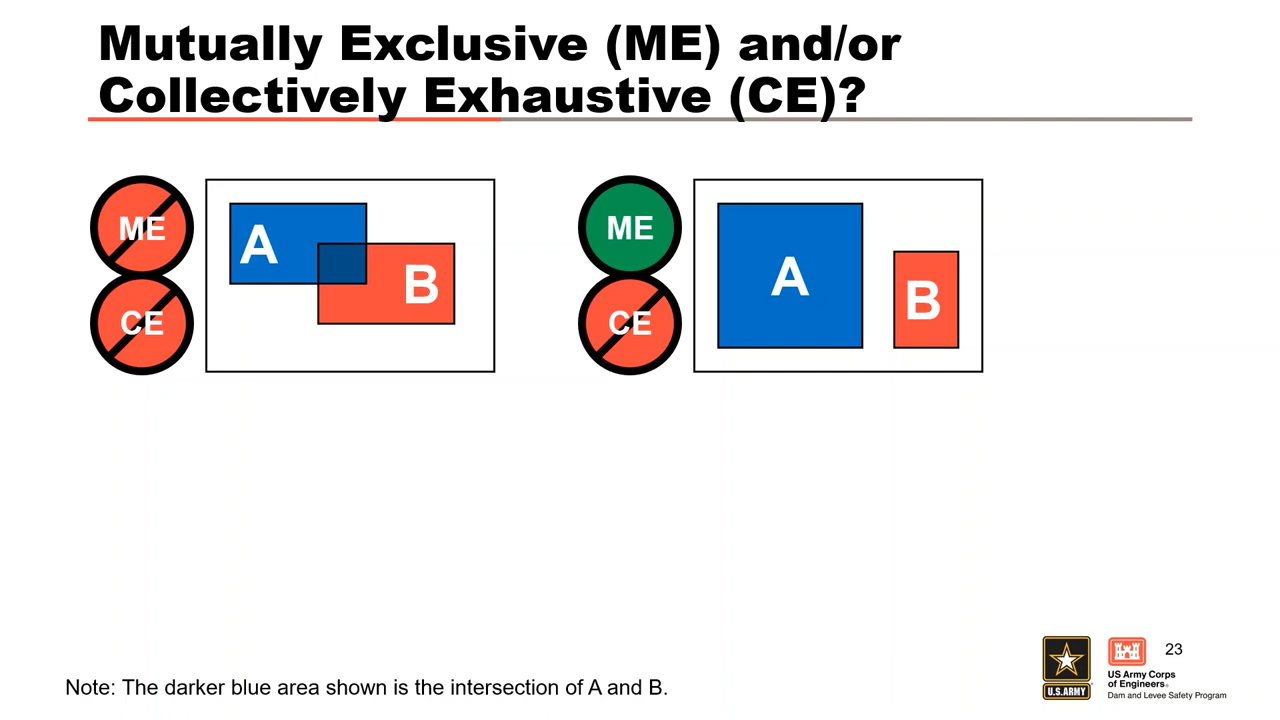 Mutually Exclusive (ME) and/or
Collectively Exhaustive (CE)?
ME
CE
A
B
ME
CE
A
B
Note: The darker blue area shown is the intersection of A and B.
U.S.ARMY
US Army Corps
of Engineers®
Dam and Levee Safety Program
23